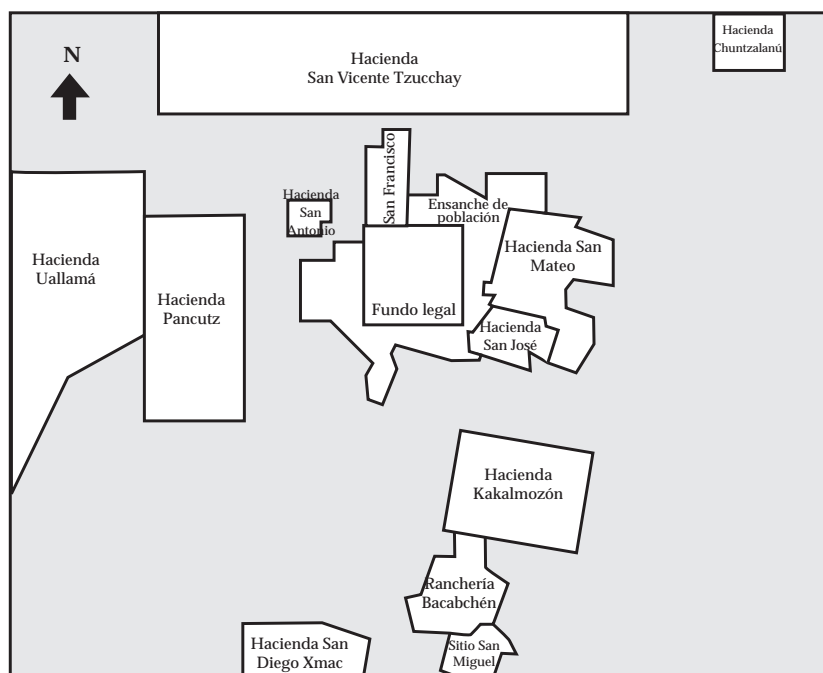 Hacienda
San Vicente Tzucchay
Hacienda
Chuntzalanú
N
San Francisco
Hacienda
San
Antonio
Ensanche de
población
Hacienda San
Mateo
Hacienda
Uallamá
Hacienda
Pancutz
Fundo legal
Hacienda
San José
Hacienda
Kakalmozón
Ranchería
Bacabchén
Hacienda San
Diego Xmac
Sitio San
Miguel